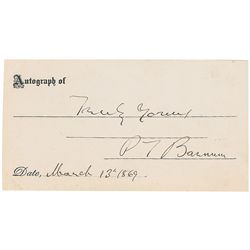 Autograph of
Truly Yours
P T Barnum
Date, March 13th 1869